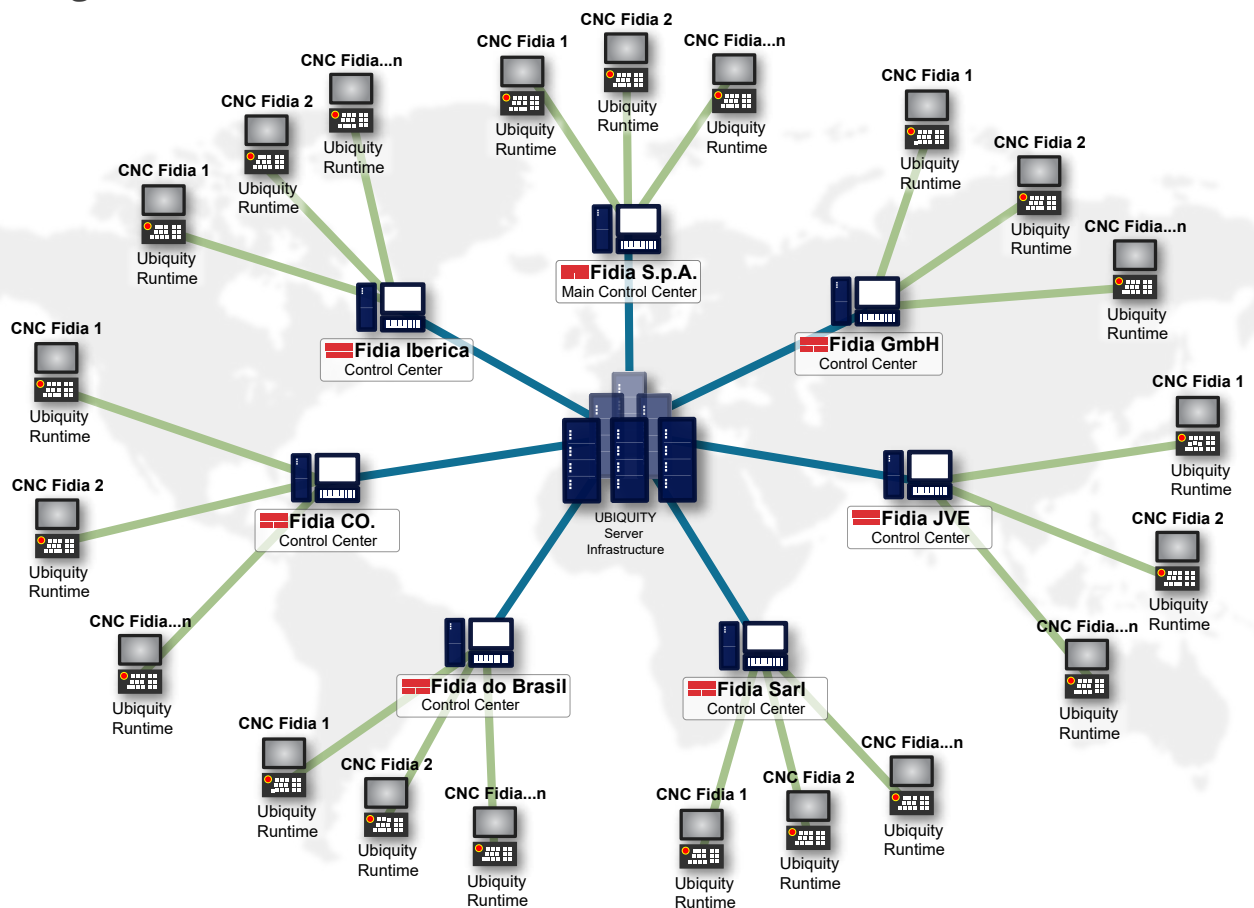 CNC Fidia 1
Ubiquity
Runtime
CNC Fidia 2
Ubiquity
Runtime
CNC Fidia...n
Ubiquity
Runtime
Fidia Iberica
Control Center
CNC Fidia 1
Ubiquity
Runtime
CNC Fidia 2
Ubiquity
Runtime
CNC Fidia...n
Ubiquity
Runtime
Fidia S.p.A.
Main Control Center
CNC Fidia 1
Ubiquity
Runtime
CNC Fidia 2
Ubiquity
Runtime
CNC Fidia...n
Ubiquity
Runtime
Fidia GmbH
Control Center
CNC Fidia 1
Ubiquity
Runtime
CNC Fidia 2
Ubiquity
Runtime
CNC Fidia...n
Ubiquity
Runtime
Fidia CO.
Control Center
UBIQUITY
Server
Infrastructure
CNC Fidia 1
Ubiquity
Runtime
CNC Fidia 2
Ubiquity
Runtime
CNC Fidia...n
Ubiquity
Runtime
Fidia JVE
Control Center
Fidia do Brasil
Control Center
CNC Fidia 1
Ubiquity
Runtime
CNC Fidia 2
Ubiquity
Runtime
CNC Fidia...n
Ubiquity
Runtime
Fidia Sarl
Control Center
CNC Fidia 1
Ubiquity
Runtime
CNC Fidia 2
Ubiquity
Runtime
CNC Fidia...n
Ubiquity
Runtime